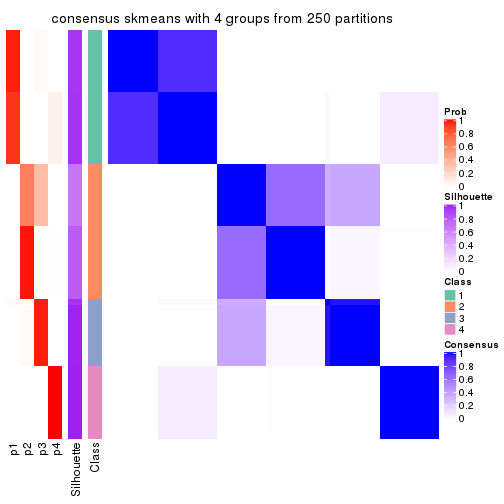 consensus skmeans with 4 groups from 250 partitions
Prob
1
0.8
0.6
0.4
0.2
0
Silhouette
1
0.8
0.6
0.4
0.2
0
Class
1
2
3
4
Consensus
1
0.8
0.6
0.4
0.2
0
p1
p2
p3
p4
Silhouette
Class